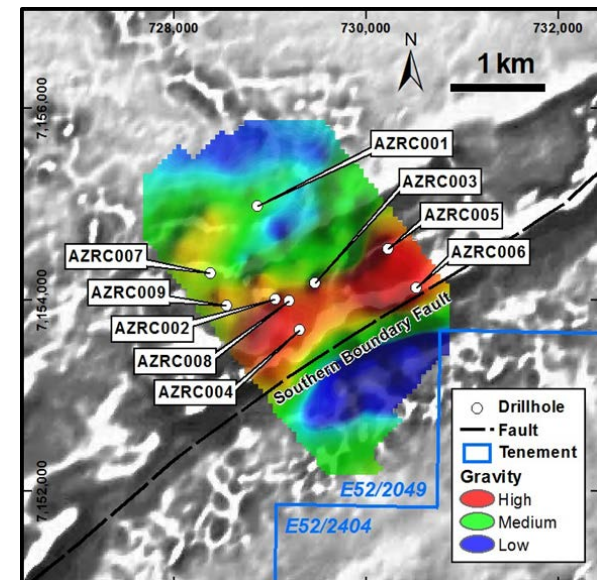 728,000
730,000
732,000
N
1 km
7,156,000
AZRC001
AZRC003
AZRC005
AZRC006
AZRC007
7,154,000
AZRC009
AZRC002
AZRC008
AZRC004
Southern Boundary Fault
Drillhole
Fault
Tenement
Gravity
High
Medium
Low
7,152,000
E52/2049
E52/2404